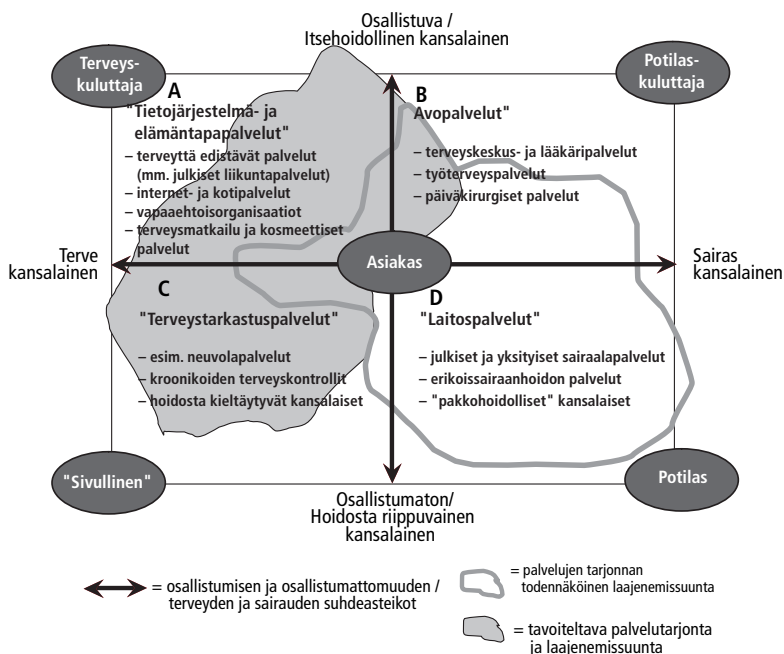 Osallistuva /
Itsehoidollinen kansalainen
Terveys-
kuluttaja
Potilas-
kuluttaja
A
"Tietojärjestelmä- ja
elämäntapapalvelut"
– terveyttä edistävät palvelut
(mm. julkiset liikuntapalvelut)
– internet- ja kotipalvelut
– vapaaehtoisorganisaatiot
– terveysmatkailu ja kosmeettiset
palvelut
B
Avopalvelut"
– terveyskeskus- ja lääkäripalvelut
– työterveyspalvelut
– päiväkirurgiset palvelut
Terve
kansalainen
Asiakas
Sairas
kansalainen
C
"Terveystarkastuspalvelut"
– esim. neuvolapalvelut
– kroonikoiden terveyskontrollit
– hoidosta kieltäytyvät kansalaiset
D
"Laitospalvelut"
– julkiset ja yksityiset sairaalapalvelut
– erikoissairaanhoidon palvelut
– "pakkohoidolliset" kansalaiset
"Sivullinen"
Potilas
Osallistumaton/
Hoidosta riippuvainen
kansalainen
= osallistumisen ja osallistumattomuuden /
terveyden ja sairauden suhdeasteikot
= palvelujen tarjonnan
todennäköinen laajenemissuunta
= tavoiteltava palvelutarjonta
ja laajenemissuunta